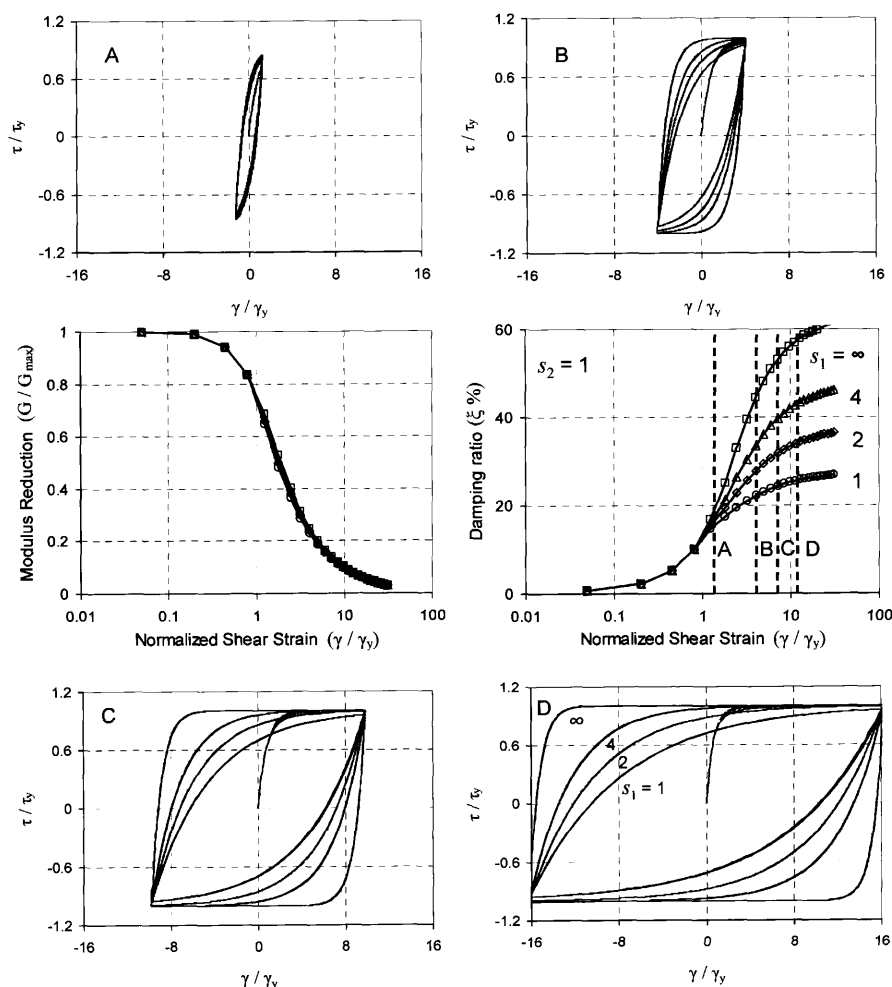 A
1.2
0.6
0
-0.6
-1.2
τ / τy
-16
-8
0
8
16
γ / γy
B
1.2
0.6
0
-0.6
-1.2
τ / τy
-16
-8
0
8
16
γ / γy
1
0.8
0.6
0.4
0.2
0
Modulus Reduction (G / Gmax)
0.01
0.1
1
10
100
Normalized Shear Strain (γ / γy)
60
40
20
0
Damping ratio (ξ %)
s2 = 1
s1 = ∞
4
2
1
A
B
C
D
0.01
0.1
1
10
100
Normalized Shear Strain (γ / γy)
C
1.2
0.6
0
-0.6
-1.2
τ / τy
-16
-8
0
8
16
γ / γy
D
∞
4
2
s1 = 1
1.2
0.6
0
-0.6
-1.2
τ / τy
-16
-8
0
8
16
γ / γy